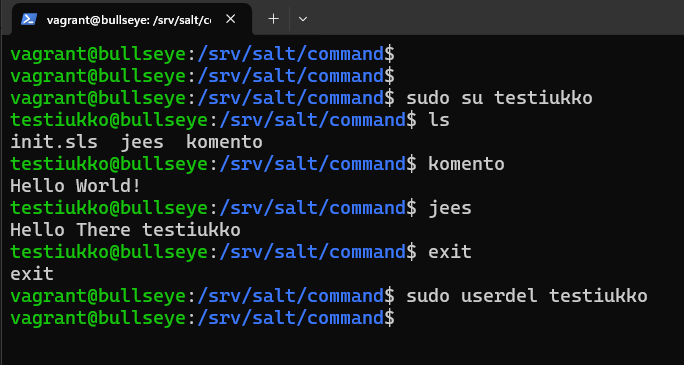 vagrant@bullseye: /srv/salt/co
vagrant@bullseye:/srv/salt/command$
vagrant@bullseye:/srv/salt/command$
vagrant@bullseye:/srv/salt/command$ sudo su testiukko
testiukko@bullseye:/srv/salt/command$ ls
init.sls  jees  komento
testiukko@bullseye:/srv/salt/command$ komento
Hello World!
testiukko@bullseye:/srv/salt/command$ jees
Hello There testiukko
testiukko@bullseye:/srv/salt/command$ exit
exit
vagrant@bullseye:/srv/salt/command$ sudo userdel testiukko
vagrant@bullseye:/srv/salt/command$